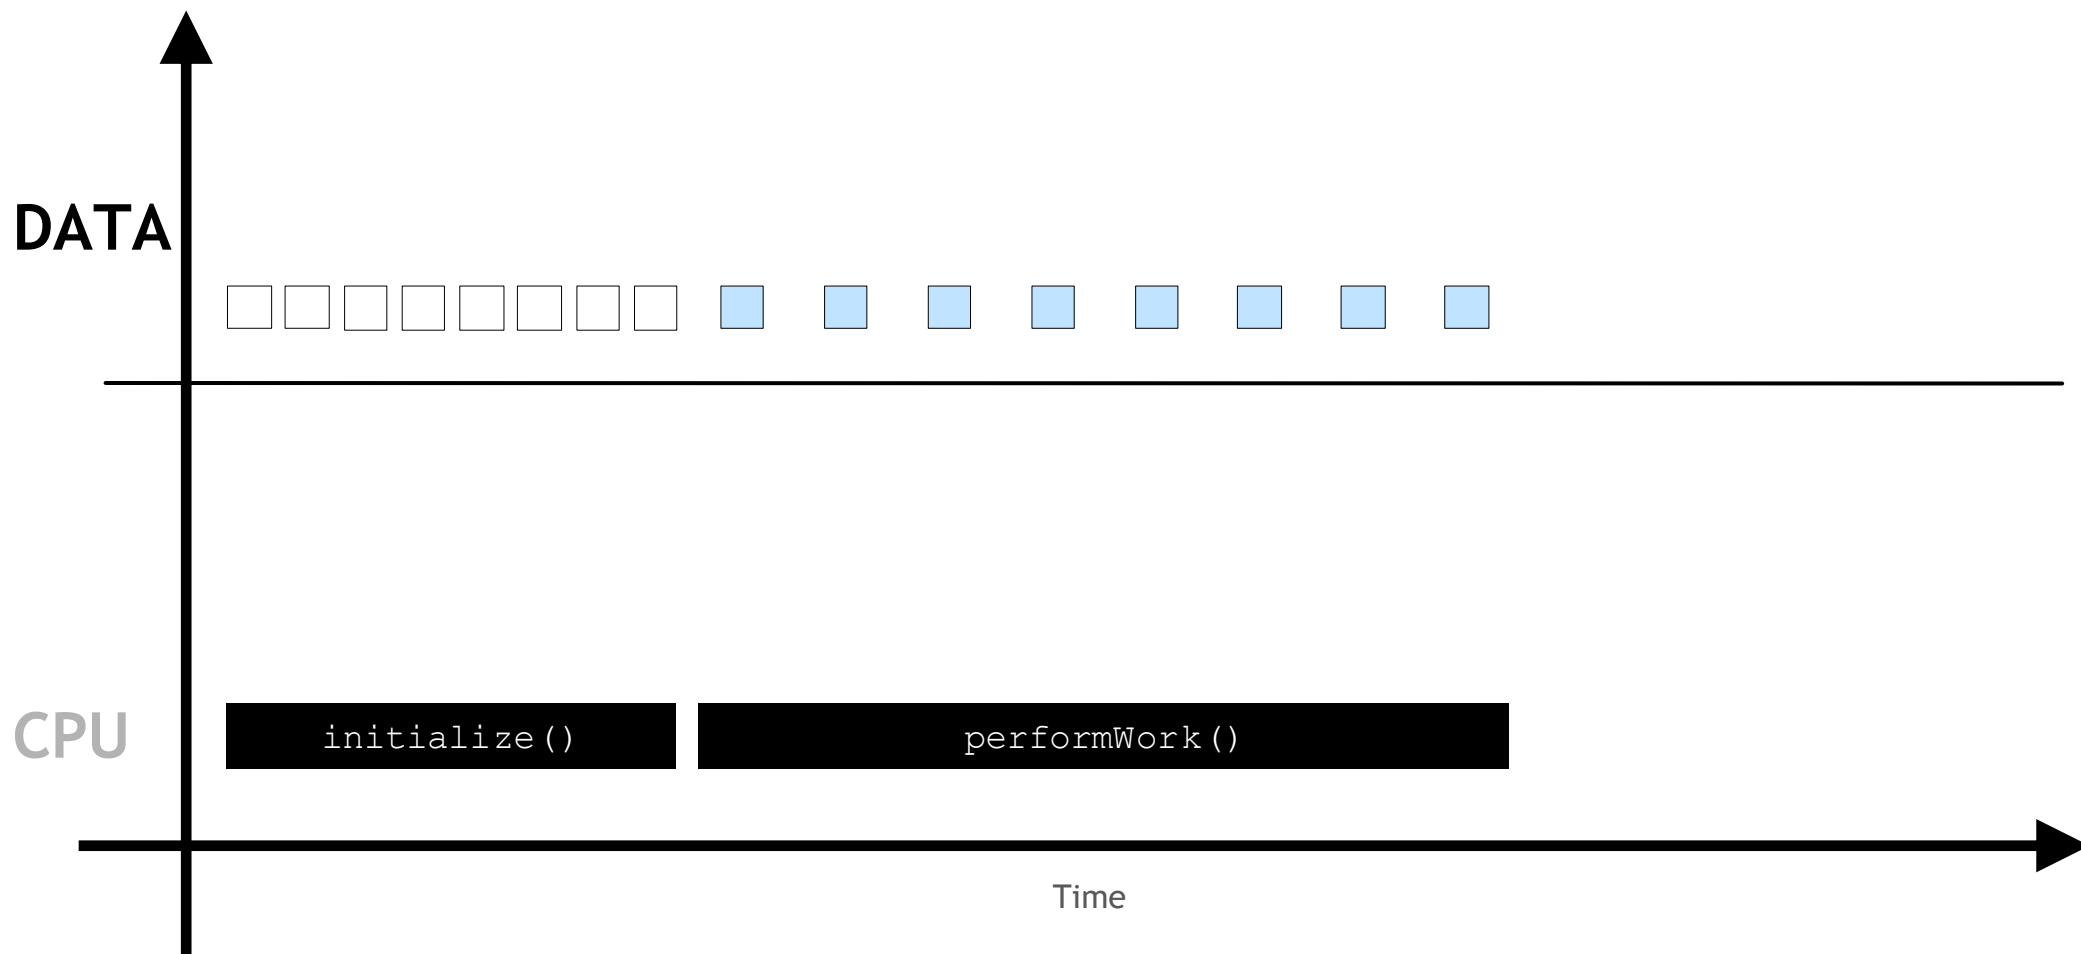 DATA
CPU
initialize()
performWork()
Time